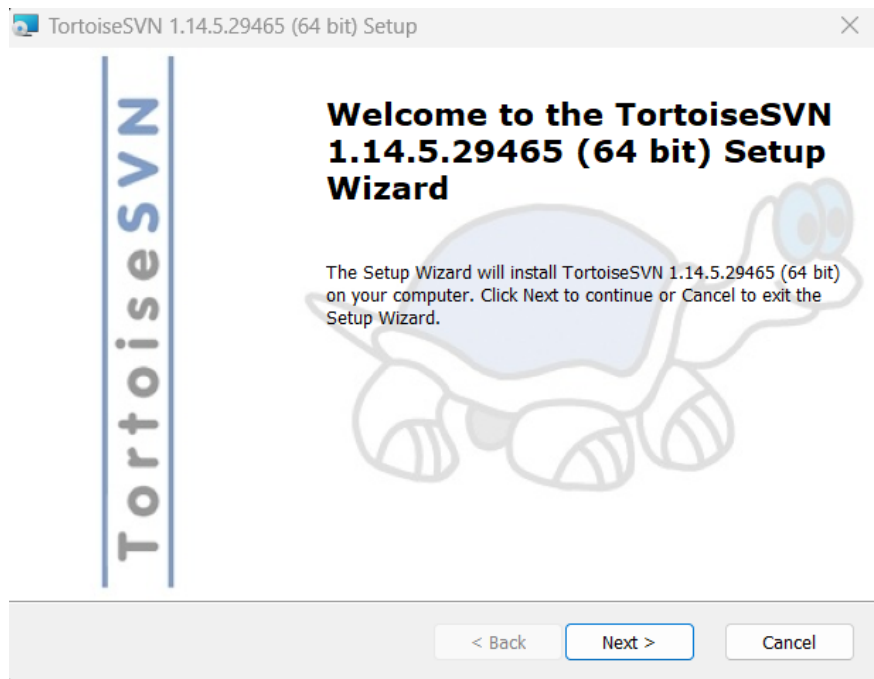 TortoiseSVN 1.14.5.29465 (64 bit) Setup
TortoiseSVN
Welcome to the TortoiseSVN
1.14.5.29465 (64 bit) Setup
Wizard
The Setup Wizard will install TortoiseSVN 1.14.5.29465 (64 bit)
on your computer. Click Next to continue or Cancel to exit the
Setup Wizard.
< Back
Next >
Cancel